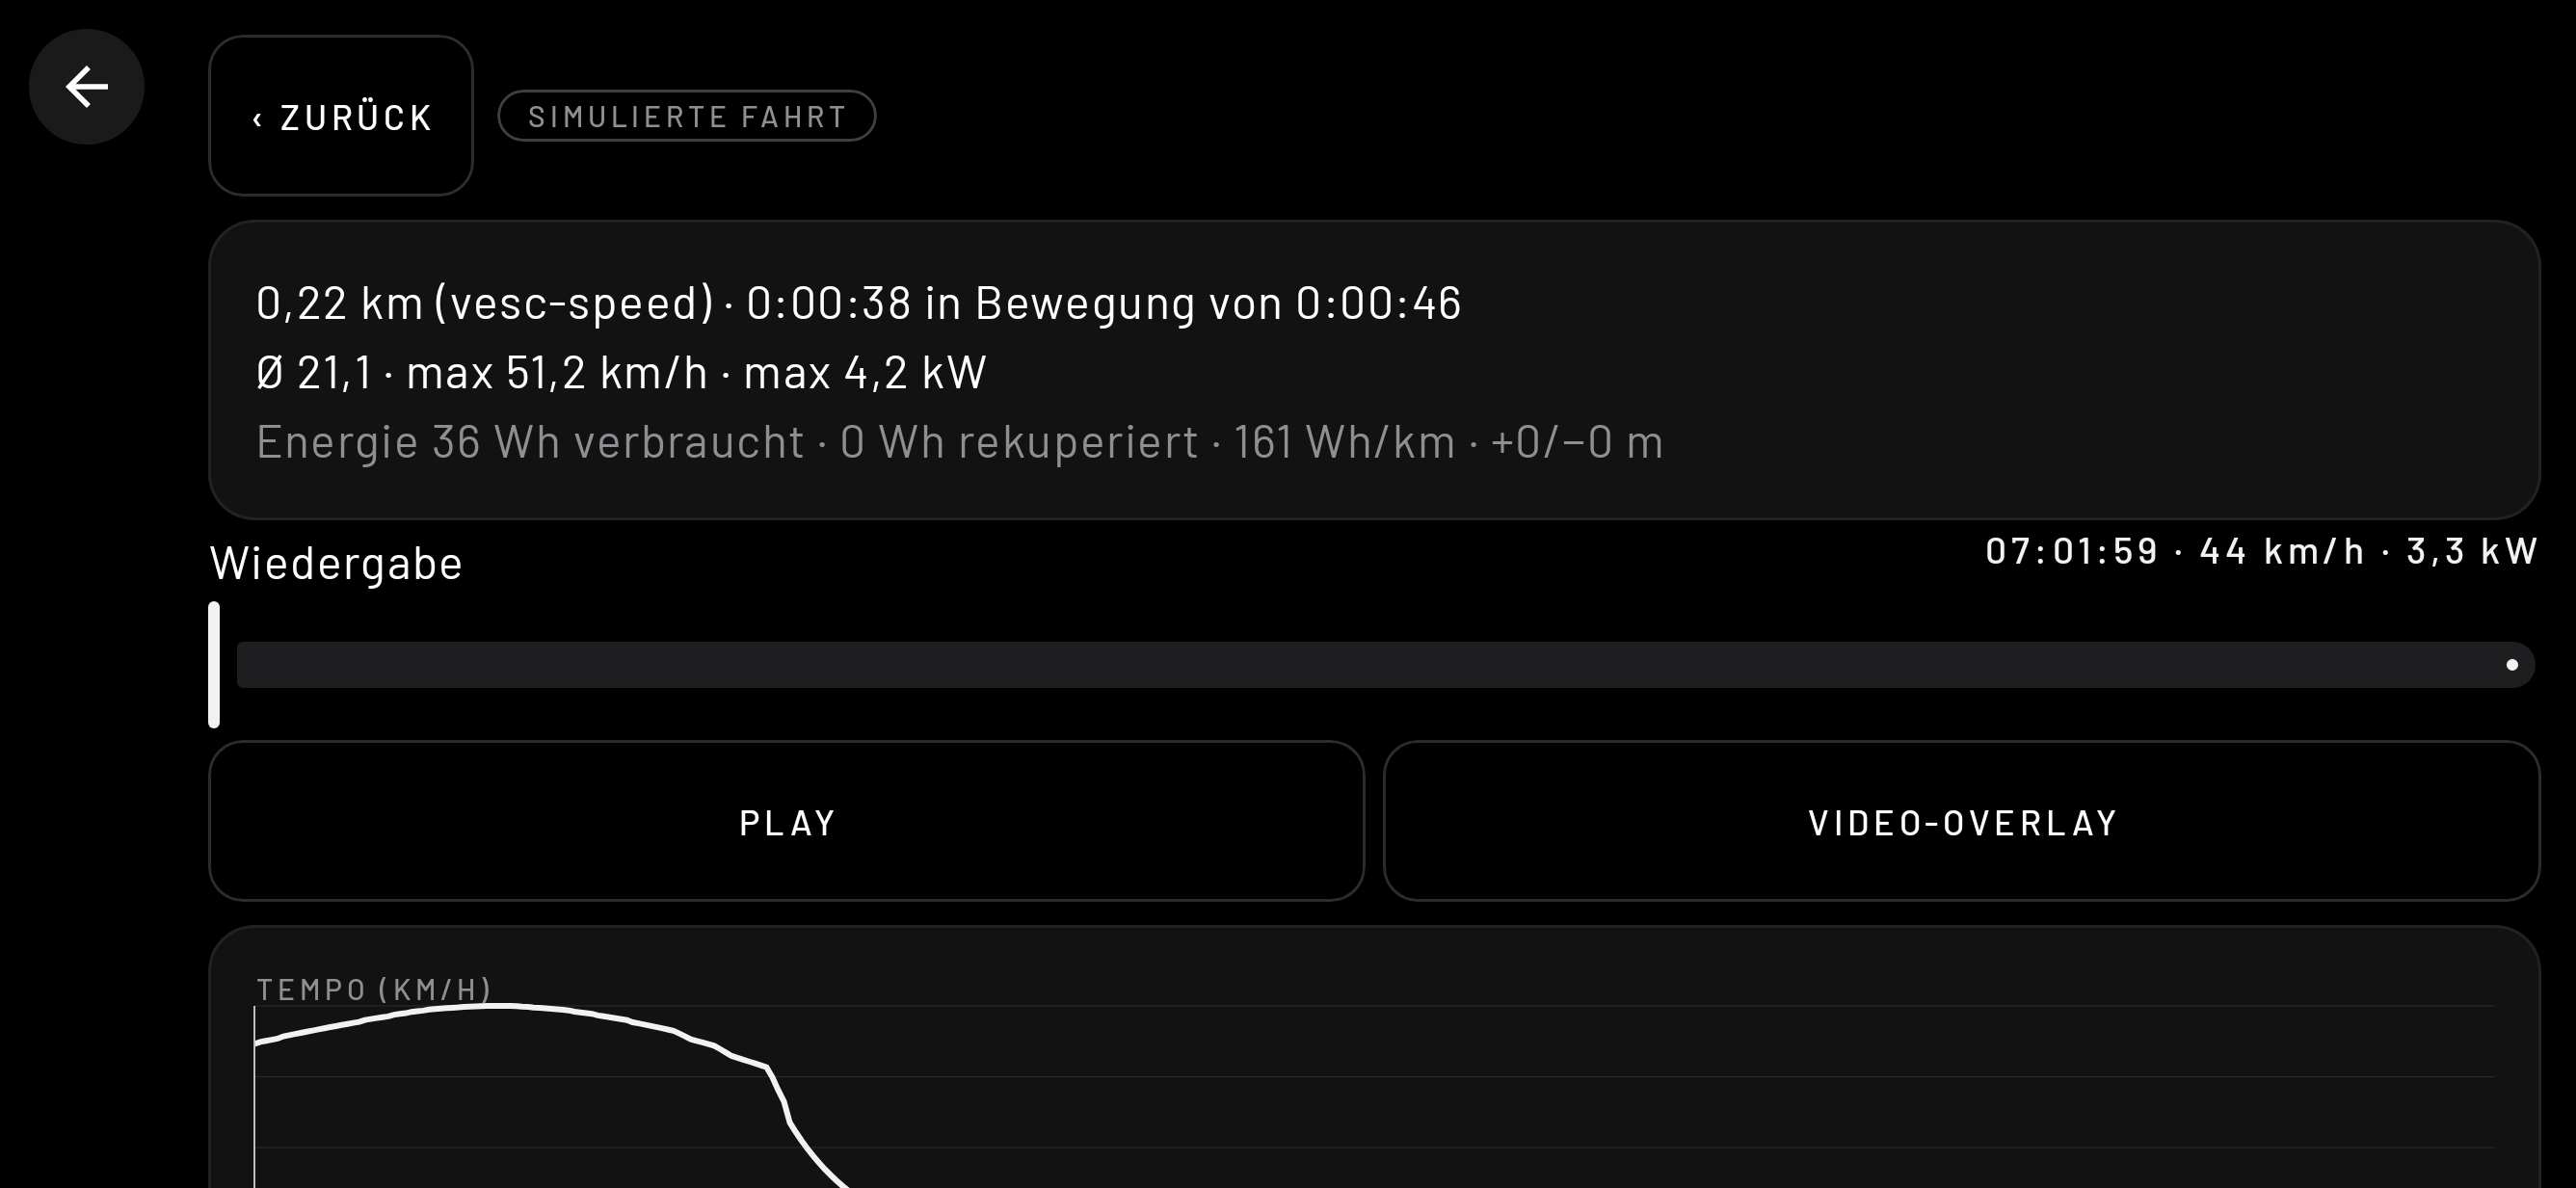 ‹ ZURÜCK
SIMULIERTE FAHRT
0,22 km (vesc-speed) · 0:00:38 in Bewegung von 0:00:46
Ø 21,1 · max 51,2 km/h · max 4,2 kW
Energie 36 Wh verbraucht · 0 Wh rekuperiert · 161 Wh/km · +0/−0 m
Wiedergabe
07:01:59 · 44 km/h · 3,3 kW
PLAY
VIDEO-OVERLAY
TEMPO (KM/H)